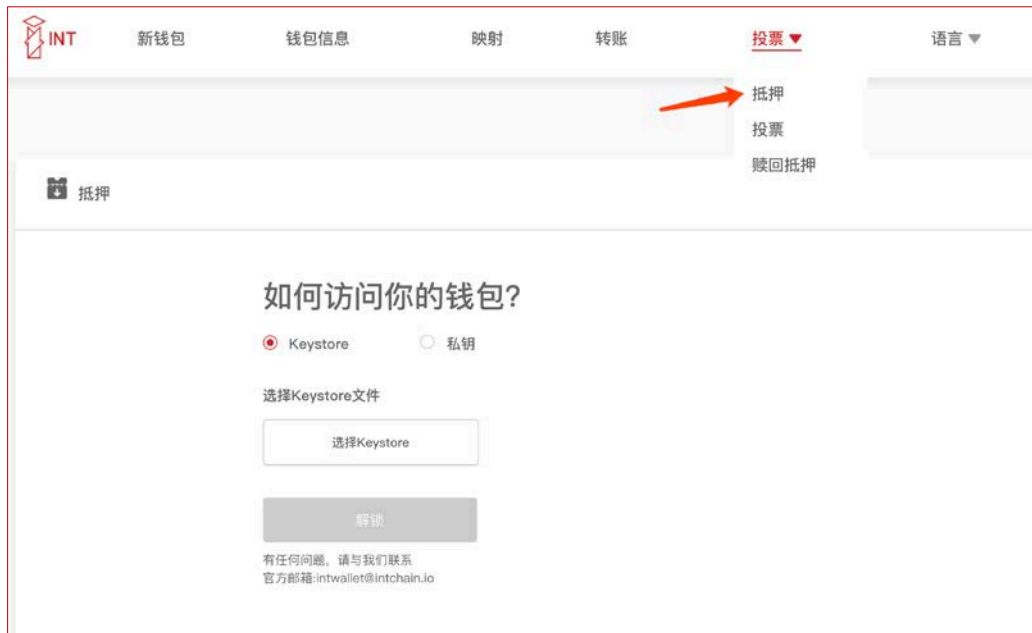 INT 新钱包 钱包信息 映射 转账 投票 语言
抵押
投票
赎回抵押
抵押
如何访问你的钱包?
Keystore 私钥
选择Keystore文件
选择Keystore
解锁
有任何问题，请与我们联系
官方邮箱:intwallet@intchain.io